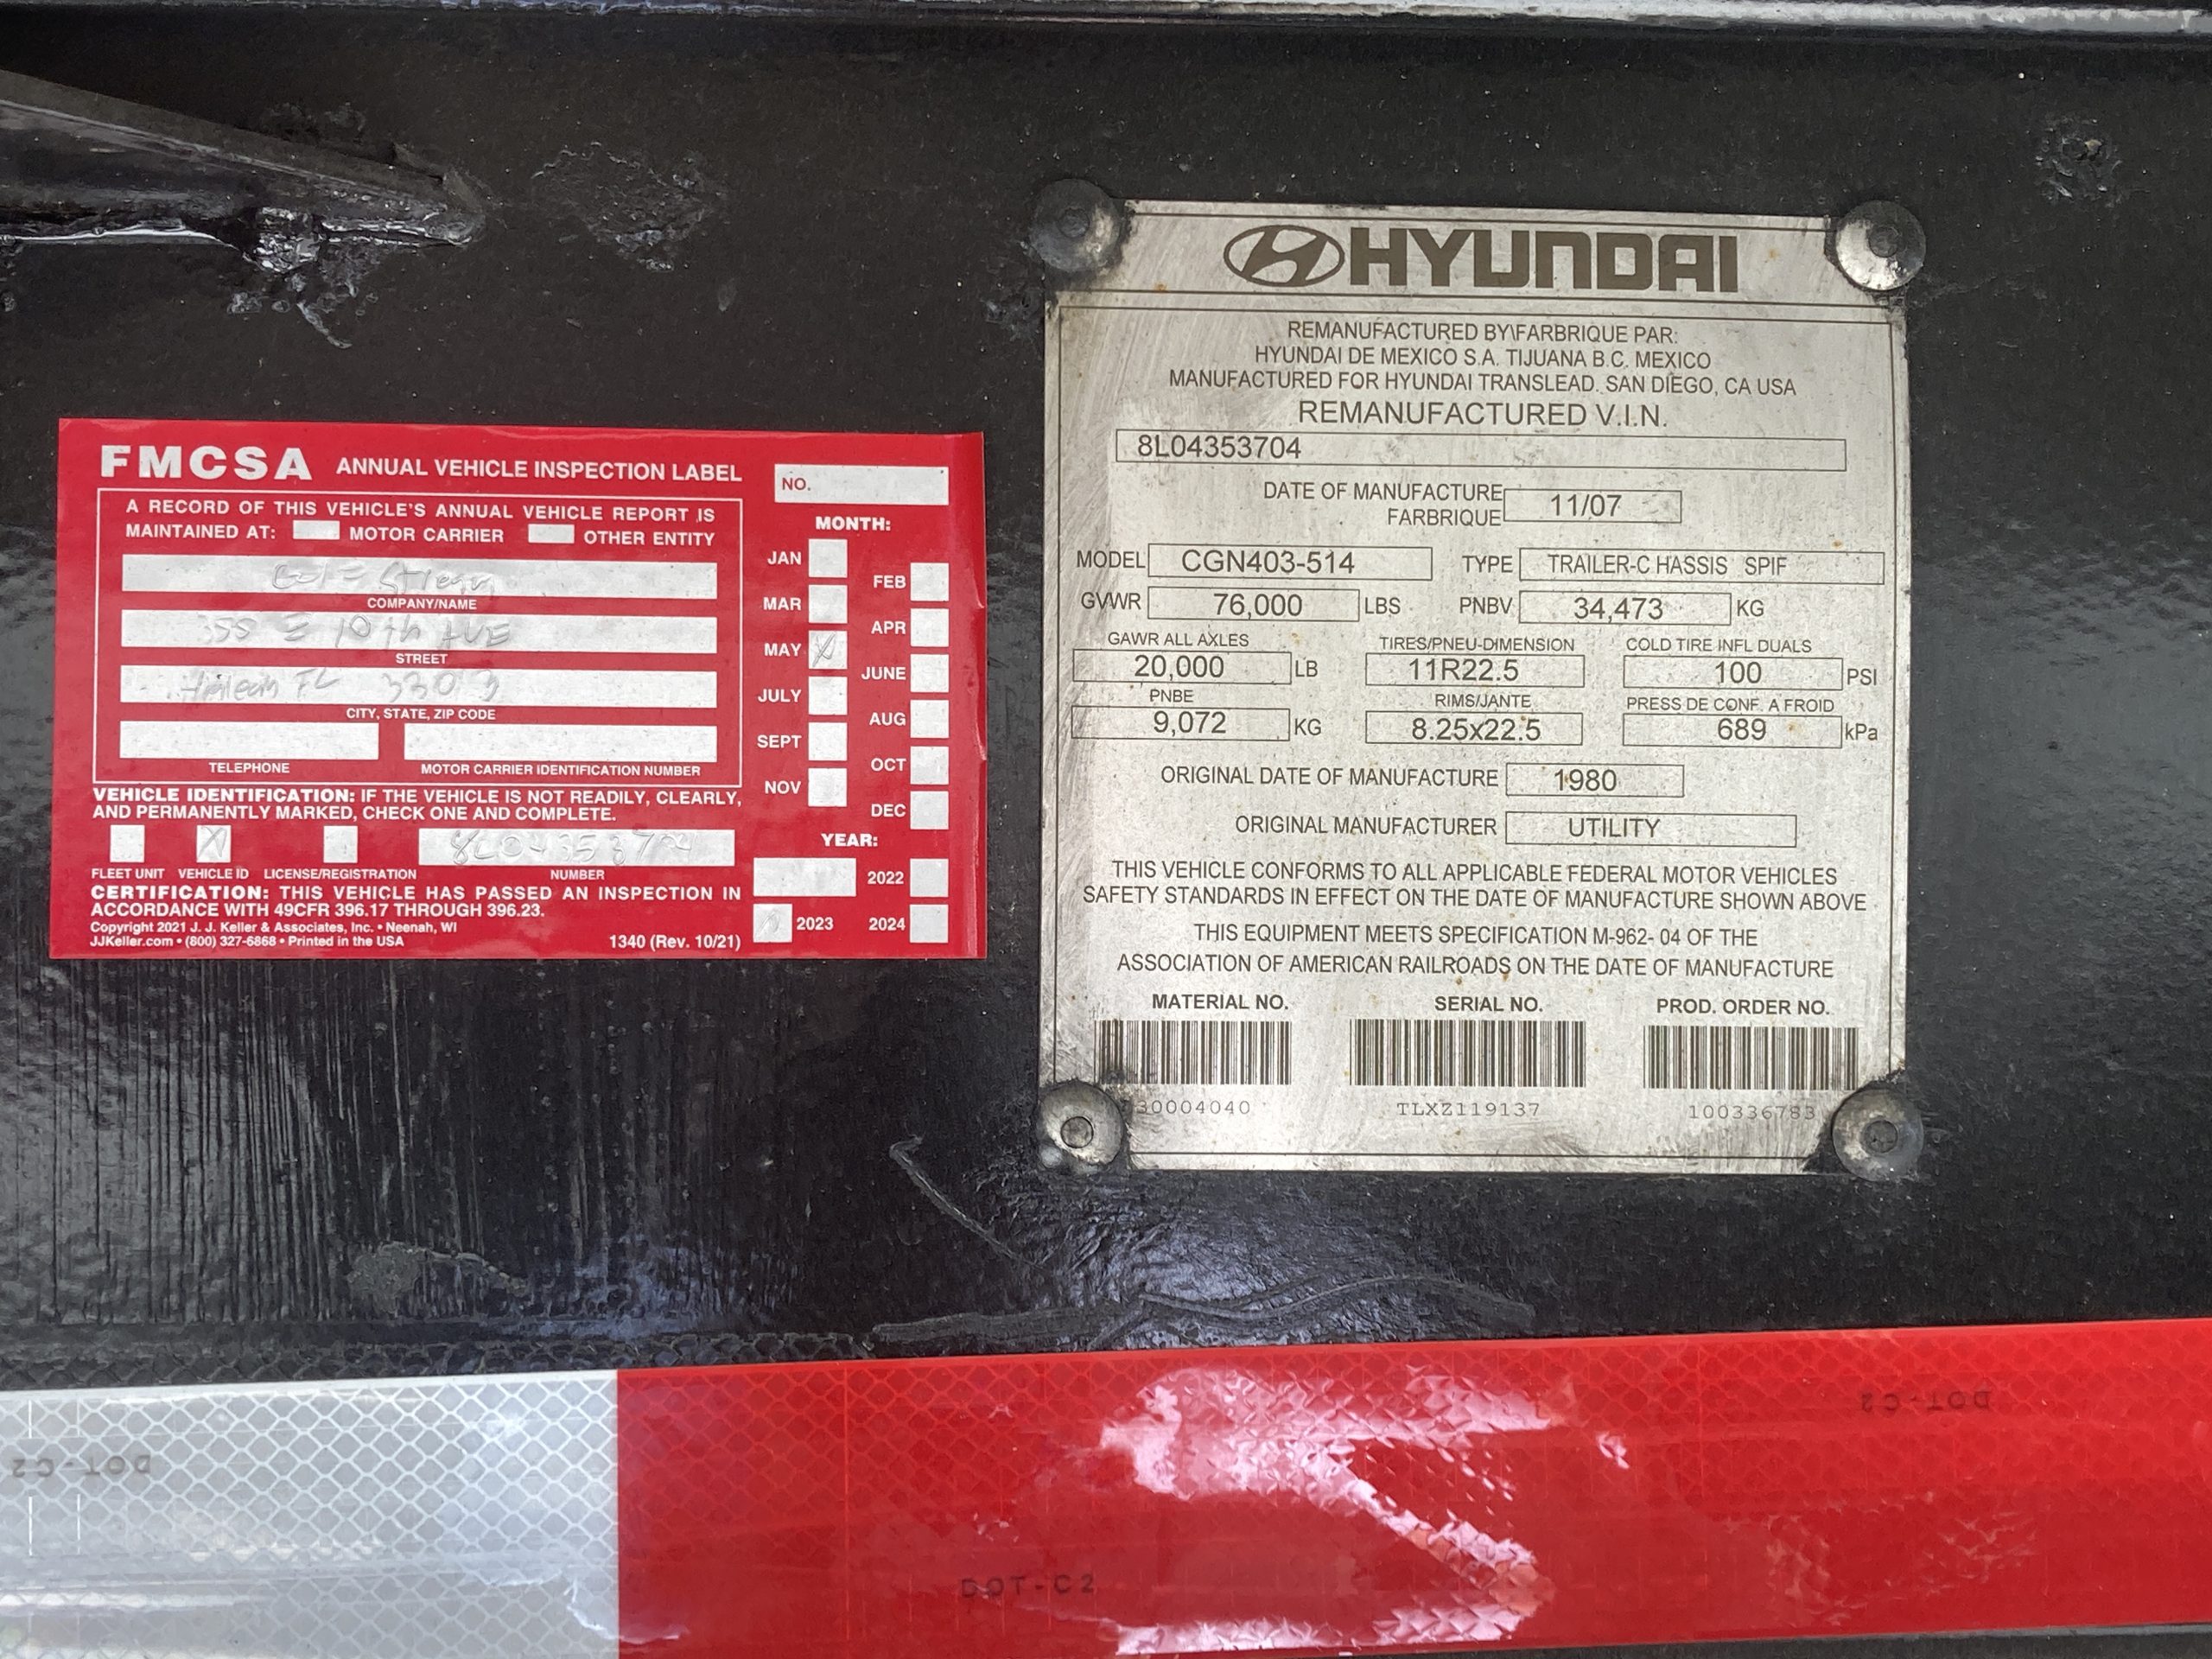 FMCSA ANNUAL VEHICLE INSPECTION LABEL
NO.
A RECORD OF THIS VEHICLE'S ANNUAL VEHICLE REPORT IS
MAINTAINED AT: MOTOR CARRIER OTHER ENTITY
COMPANY/NAME
E 10th AVE
STREET
FL
CITY, STATE, ZIP CODE
TELEPHONE MOTOR CARRIER IDENTIFICATION NUMBER
VEHICLE IDENTIFICATION: IF THE VEHICLE IS NOT READILY, CLEARLY,
AND PERMANENTLY MARKED, CHECK ONE AND COMPLETE.
X 8L04353704
FLEET UNIT VEHICLE ID LICENSE/REGISTRATION NUMBER
CERTIFICATION: THIS VEHICLE HAS PASSED AN INSPECTION IN
ACCORDANCE WITH 49CFR 396.17 THROUGH 396.23.
Copyright 2021 J. J. Keller & Associates, Inc. • Neenah, WI
JJKeller.com • (800) 327-6868 • Printed in the USA 1340 (Rev. 10/21)
MONTH:
JAN
FEB
MAR
APR
MAY X
JUNE
JULY
AUG
SEPT
OCT
NOV
DEC
YEAR:
2022
2023 2024
HYUNDAI
REMANUFACTURED BY\FARBRIQUE PAR:
HYUNDAI DE MEXICO S.A. TIJUANA B.C. MEXICO
MANUFACTURED FOR HYUNDAI TRANSLEAD. SAN DIEGO, CA USA
REMANUFACTURED V.I.N.
8L04353704
DATE OF MANUFACTURE 11/07
FARBRIQUE
MODEL CGN403-514 TYPE TRAILER-C HASSIS SPIF
GVWR 76,000 LBS PNBV 34,473 KG
GAWR ALL AXLES TIRES/PNEU-DIMENSION COLD TIRE INFL DUALS
20,000 LB 11R22.5 100 PSI
PNBE RIMS/JANTE PRESS DE CONF. A FROID
9,072 KG 8.25x22.5 689 kPa
ORIGINAL DATE OF MANUFACTURE 1980
ORIGINAL MANUFACTURER UTILITY
THIS VEHICLE CONFORMS TO ALL APPLICABLE FEDERAL MOTOR VEHICLES
SAFETY STANDARDS IN EFFECT ON THE DATE OF MANUFACTURE SHOWN ABOVE
THIS EQUIPMENT MEETS SPECIFICATION M-962- 04 OF THE
ASSOCIATION OF AMERICAN RAILROADS ON THE DATE OF MANUFACTURE
MATERIAL NO. SERIAL NO. PROD. ORDER NO.
30004040 TLXZ119137 100336783
DOT-C2
DOT-C2
DOT-C2